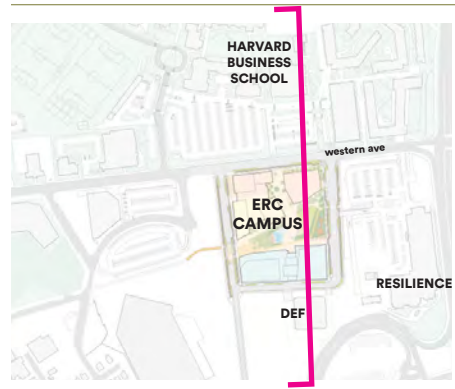 HARVARD
BUSINESS
SCHOOL
western ave
ERC
CAMPUS
RESILIENCE
DEF